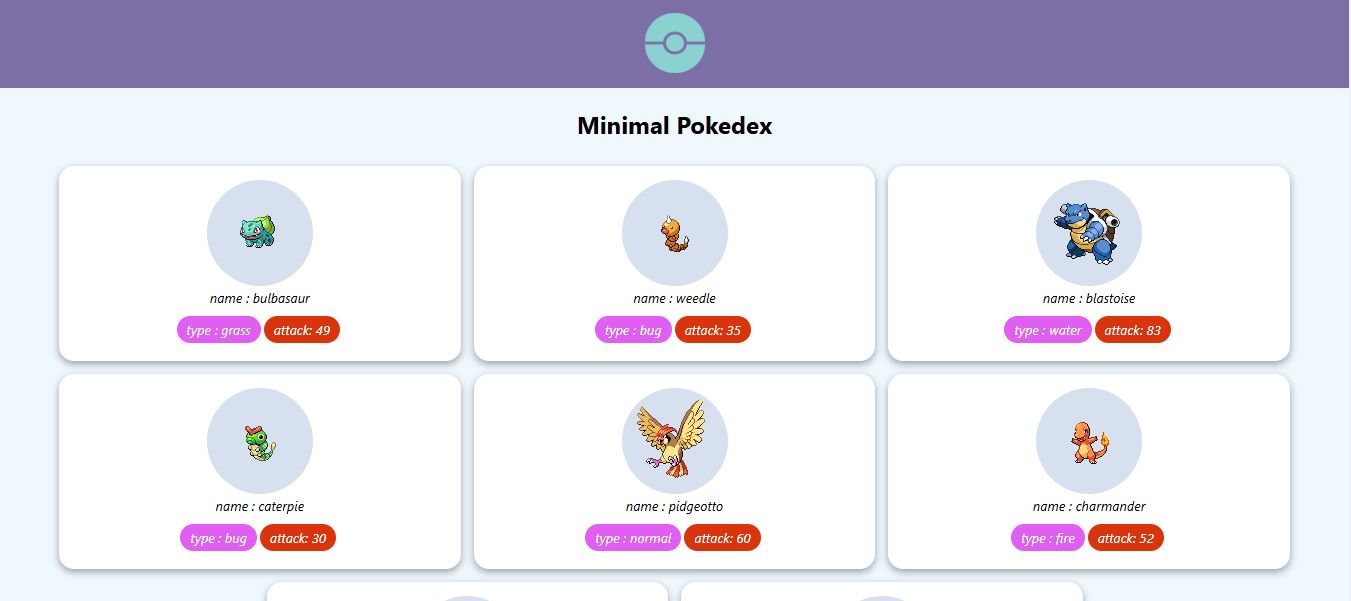 Minimal Pokedex
name : bulbasaur
type : grass attack: 49
name : weedle
type : bug attack: 35
name : blastoise
type : water attack: 83
name : caterpie
type : bug attack: 30
name : pidgeotto
type : normal attack: 60
name : charmander
type : fire attack: 52